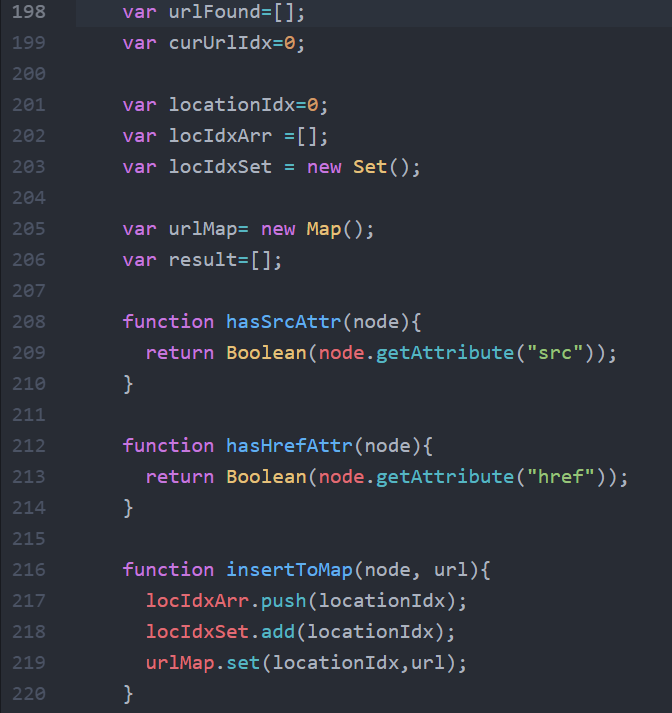 198 var urlFound=[];
199 var curUrlIdx=0;
200
201 var locationIdx=0;
202 var locIdxArr =[];
203 var locIdxSet = new Set();
204
205 var urlMap= new Map();
206 var result=[];
207
208 function hasSrcAttr(node){
209   return Boolean(node.getAttribute("src"));
210 }
211
212 function hasHrefAttr(node){
213   return Boolean(node.getAttribute("href"));
214 }
215
216 function insertToMap(node, url){
217   locIdxArr.push(locationIdx);
218   locIdxSet.add(locationIdx);
219   urlMap.set(locationIdx,url);
220 }